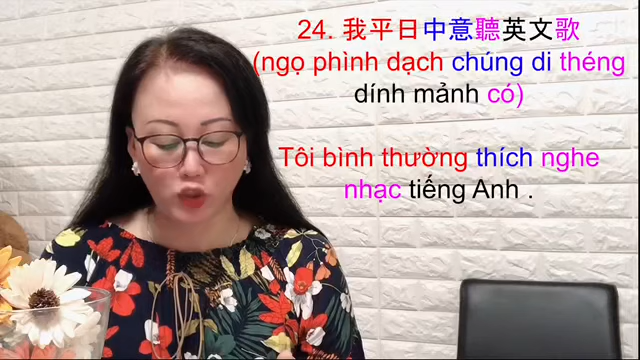 24. 我平日中意聽英文歌
(ngọ phình dạch chúng di théng
dính mảnh có)
Tôi bình thường thích nghe
nhạc tiếng Anh .